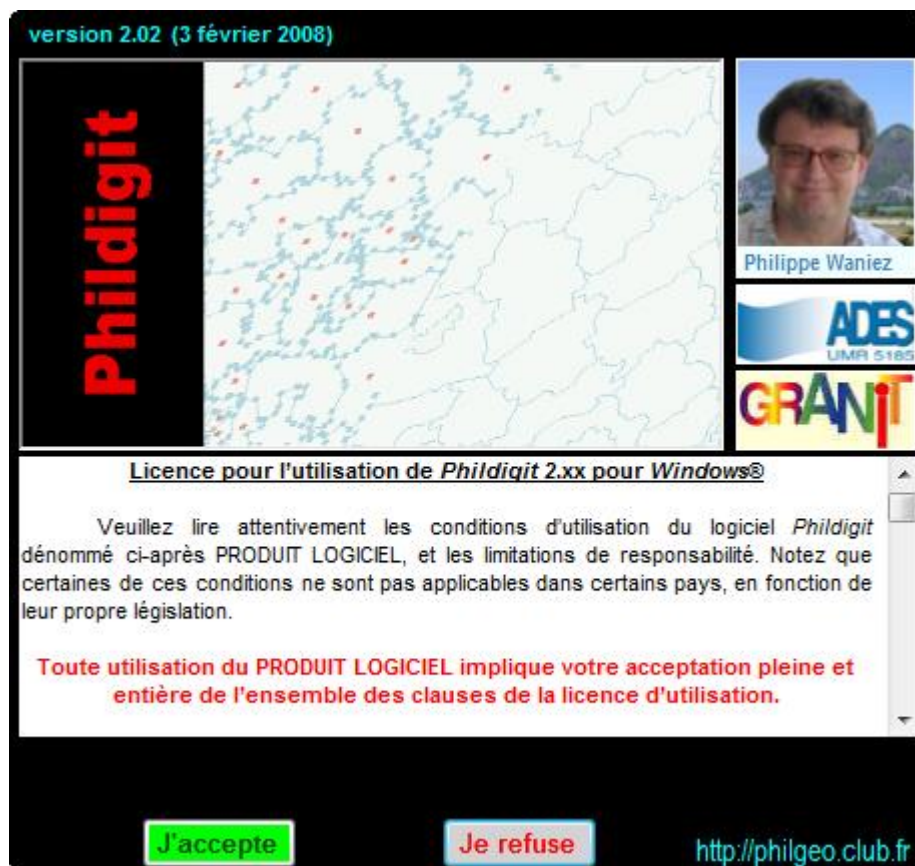 version 2.02 (3 février 2008)
Phildigit
Philippe Waniez
ADES
UMR 5185
GRANiT
Licence pour l'utilisation de Phildigit 2.xx pour Windows®
Veuillez lire attentivement les conditions d'utilisation du logiciel Phildigit
dénommé ci-après PRODUIT LOGICIEL, et les limitations de responsabilité. Notez que
certaines de ces conditions ne sont pas applicables dans certains pays, en fonction de
leur propre législation.
Toute utilisation du PRODUIT LOGICIEL implique votre acceptation pleine et
entière de l'ensemble des clauses de la licence d'utilisation.
J'accepte
Je refuse
http://philgeo.club.fr